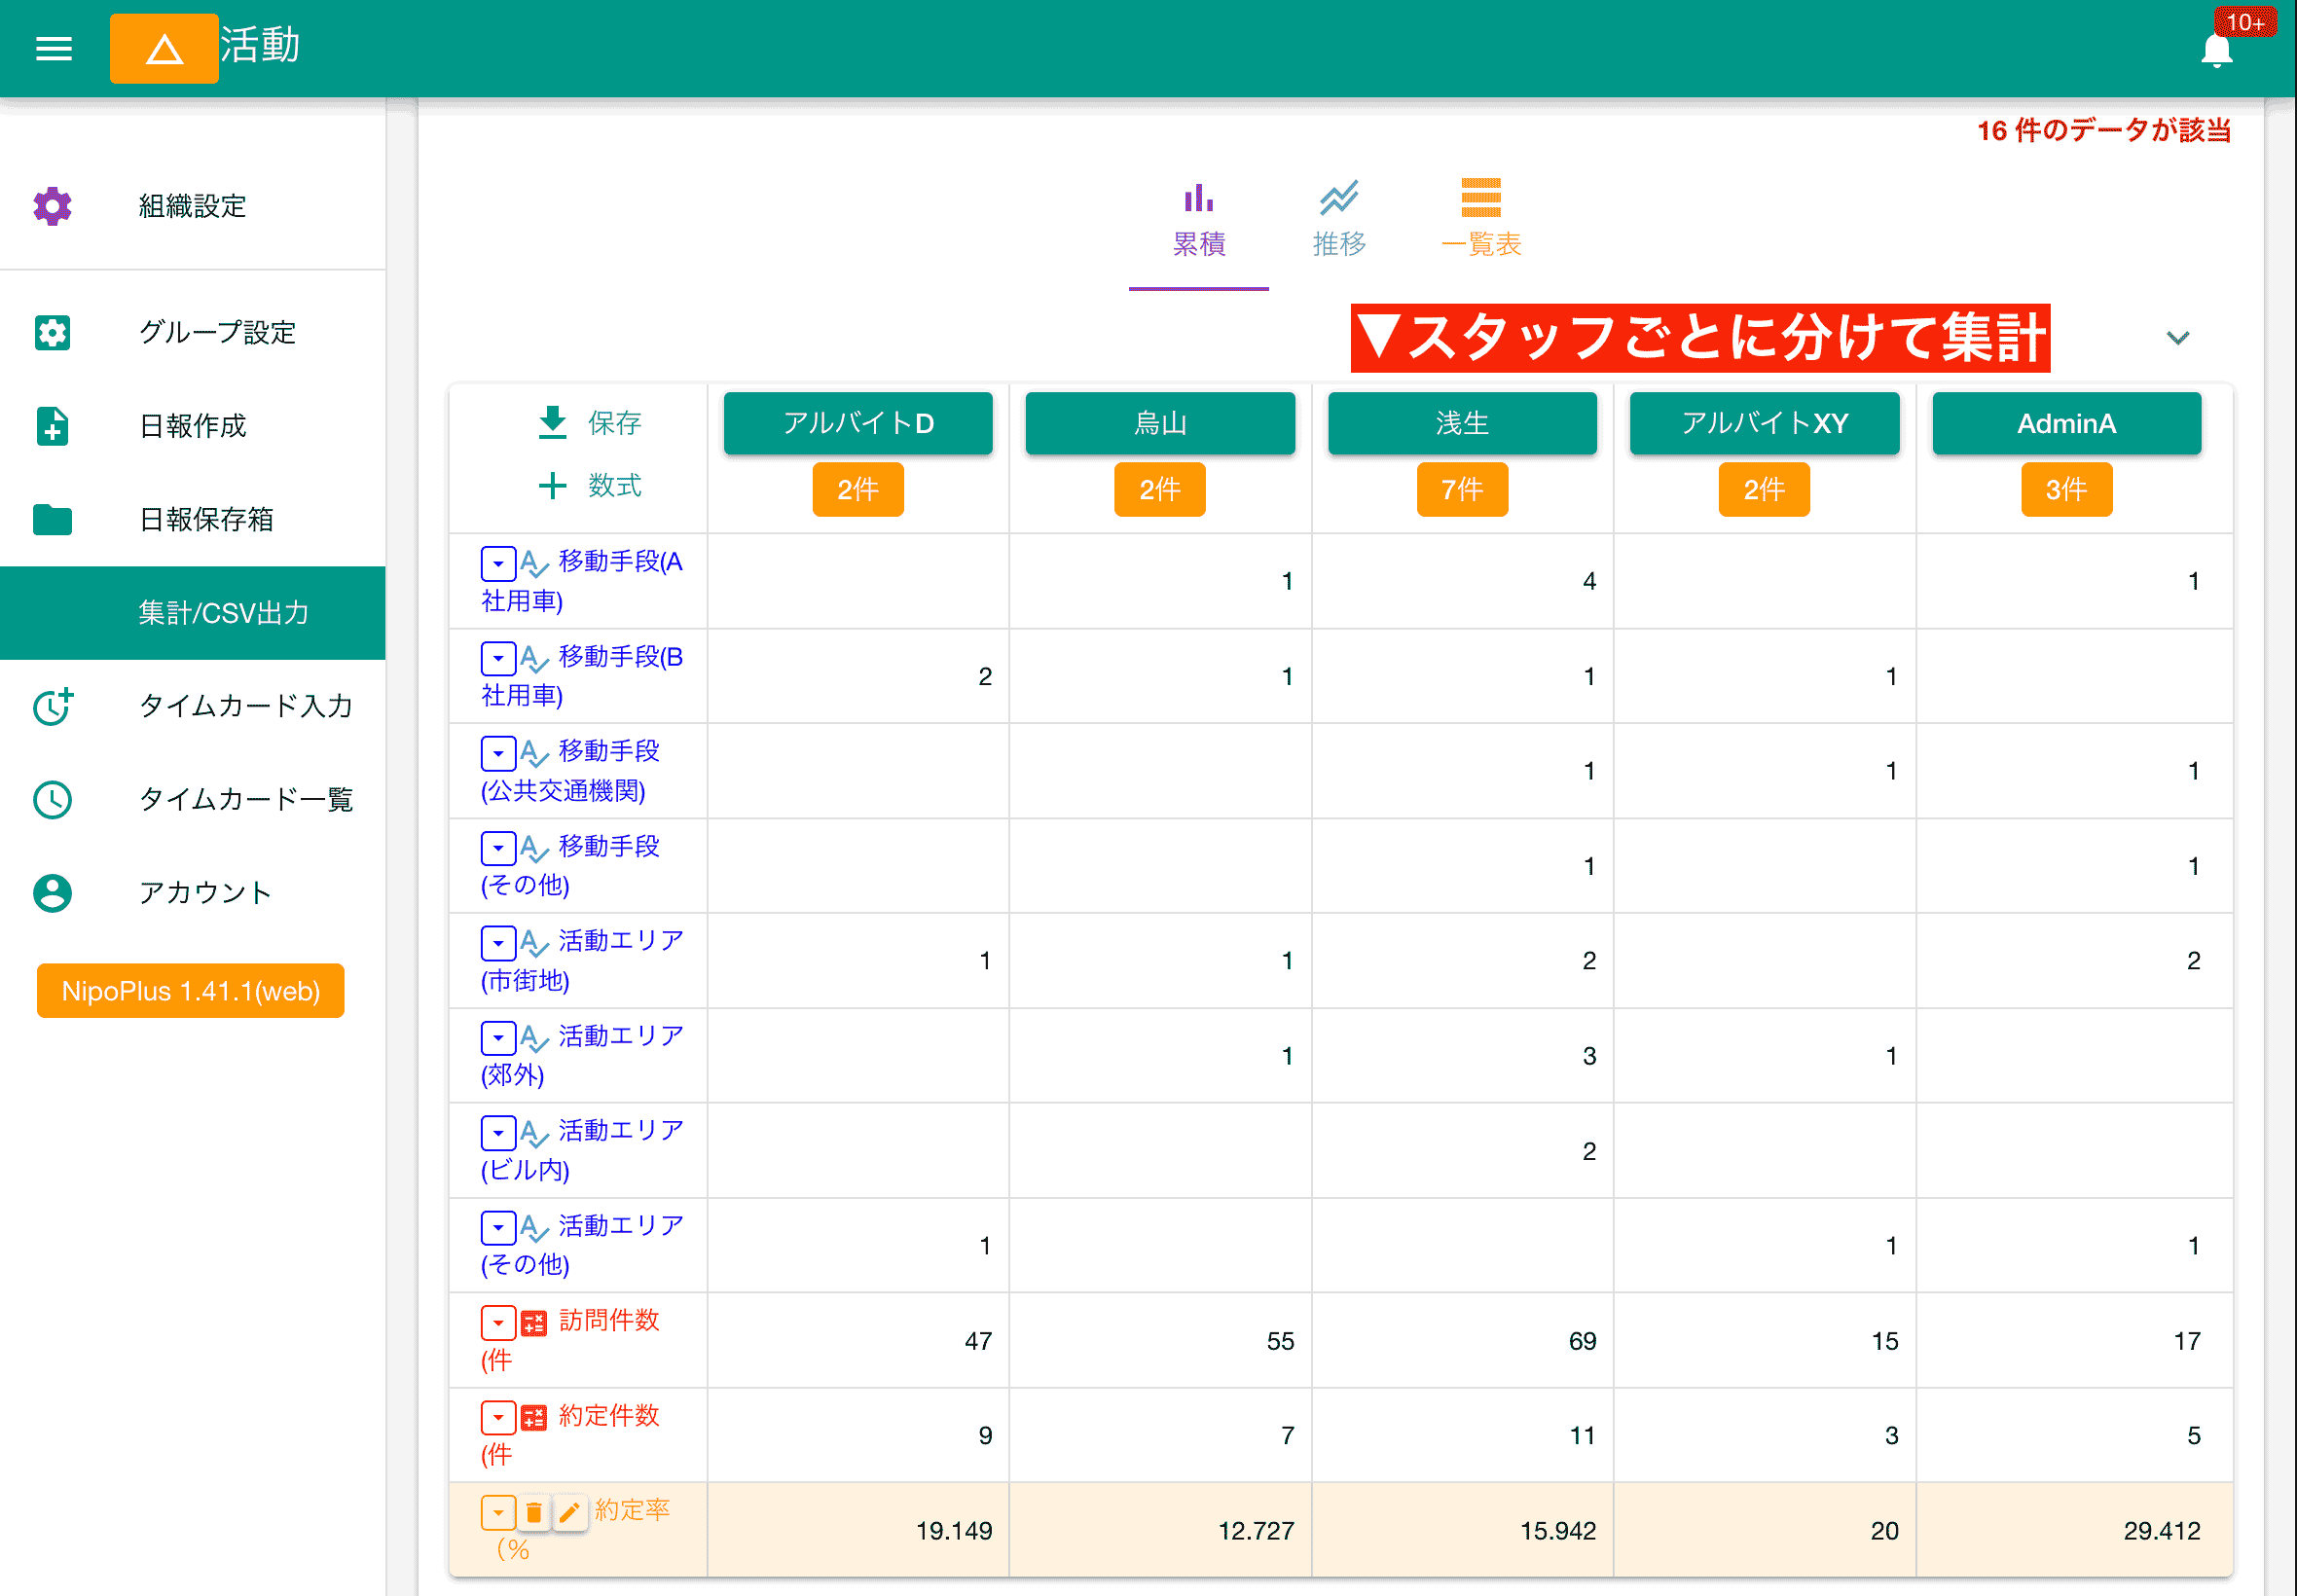 活動
10+
組織設定
グループ設定
日報作成
日報保存箱
集計/CSV出力
タイムカード入力
タイムカード一覧
アカウント
NipoPlus 1.41.1(web)
16 件のデータが該当
累積 推移 一覧表
▼スタッフごとに分けて集計
保存 アルバイトD 烏山 浅生 アルバイトXY AdminA
数式 2件 2件 7件 2件 3件
移動手段(A
社用車) 1 4 1
移動手段(B
社用車) 2 1 1 1
移動手段
(公共交通機関) 1 1 1
移動手段
(その他) 1 1
活動エリア
(市街地) 1 1 2 2
活動エリア
(郊外) 1 3 1
活動エリア
(ビル内) 2
活動エリア
(その他) 1 1 1
訪問件数
(件 47 55 69 15 17
約定件数
(件 9 7 11 3 5
約定率
(% 19.149 12.727 15.942 20 29.412